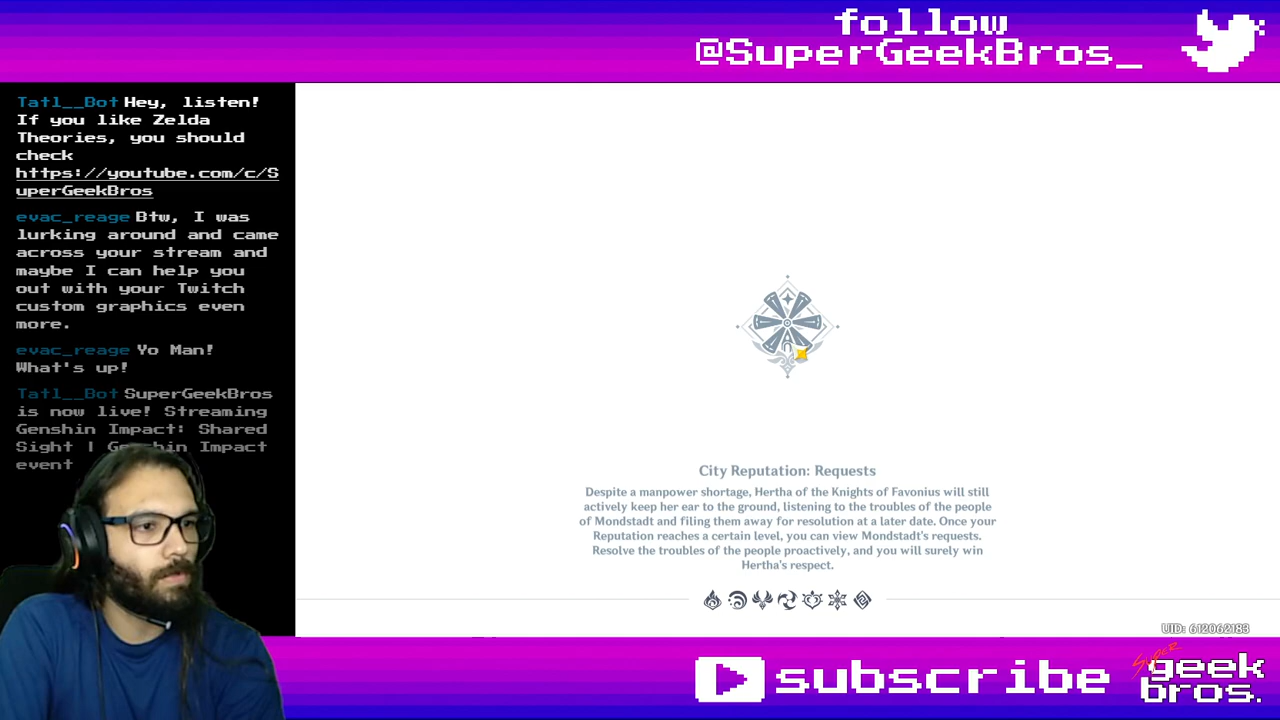 follow
@SuperGeekBros_
Tatl__Bot Hey, listen!
If you like Zelda
Theories, you should
check
https://youtube.com/c/S
uperGeekBros
evac_reage Btw, I was
lurking around and came
across your stream and
maybe I can help you
out with your Twitch
custom graphics even
more.
evac_reage Yo Man!
What's up!
Tatl__Bot SuperGeekBros
is now live! Streaming
Genshin Impact: Shared
Sight | Genshin Impact
event
City Reputation: Requests
Despite a manpower shortage, Hertha of the Knights of Favonius will still
actively keep her ear to the ground, listening to the troubles of the people
of Mondstadt and filing them away for resolution at a later date. Once your
Reputation reaches a certain level, you can view Mondstadt's requests.
Resolve the troubles of the people proactively, and you will surely win
Hertha's respect.
UID: 612062183
subscribe
SUPER
geek
bros.